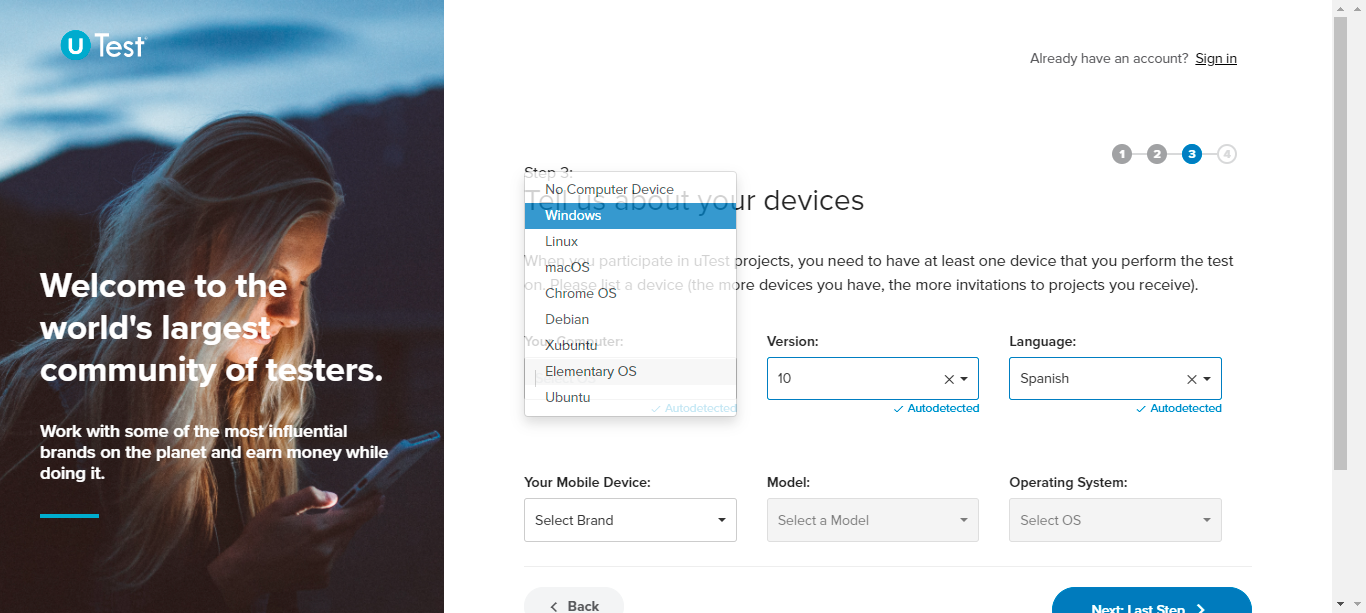 uTest
Already have an account? Sign in
1 2 3 4
Step 3:
Tell us about your devices
When you participate in uTest projects, you need to have at least one device that you perform the test
on. Please list a device (the more devices you have, the more invitations to projects you receive).
No Computer Device
Windows
Linux
macOS
Chrome OS
Debian
Xubuntu
Elementary OS
Ubuntu
Your Computer:
Select OS
Autodetected
Version:
10
Autodetected
Language:
Spanish
Autodetected
Your Mobile Device:
Select Brand
Model:
Select a Model
Operating System:
Select OS
Back
Next: Last Step
Welcome to the
world's largest
community of testers.
Work with some of the most influential
brands on the planet and earn money while
doing it.